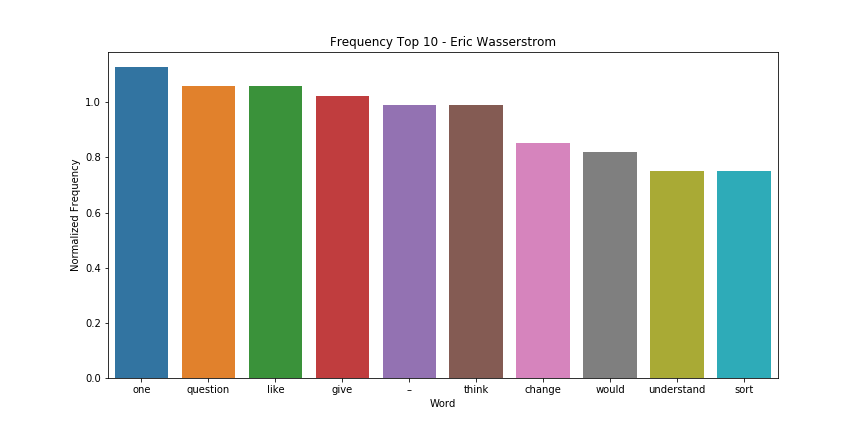 Frequency Top 10 - Eric Wasserstrom
Normalized Frequency
1.0
0.8
0.6
0.4
0.2
0.0
one question like give – think change would understand sort
Word